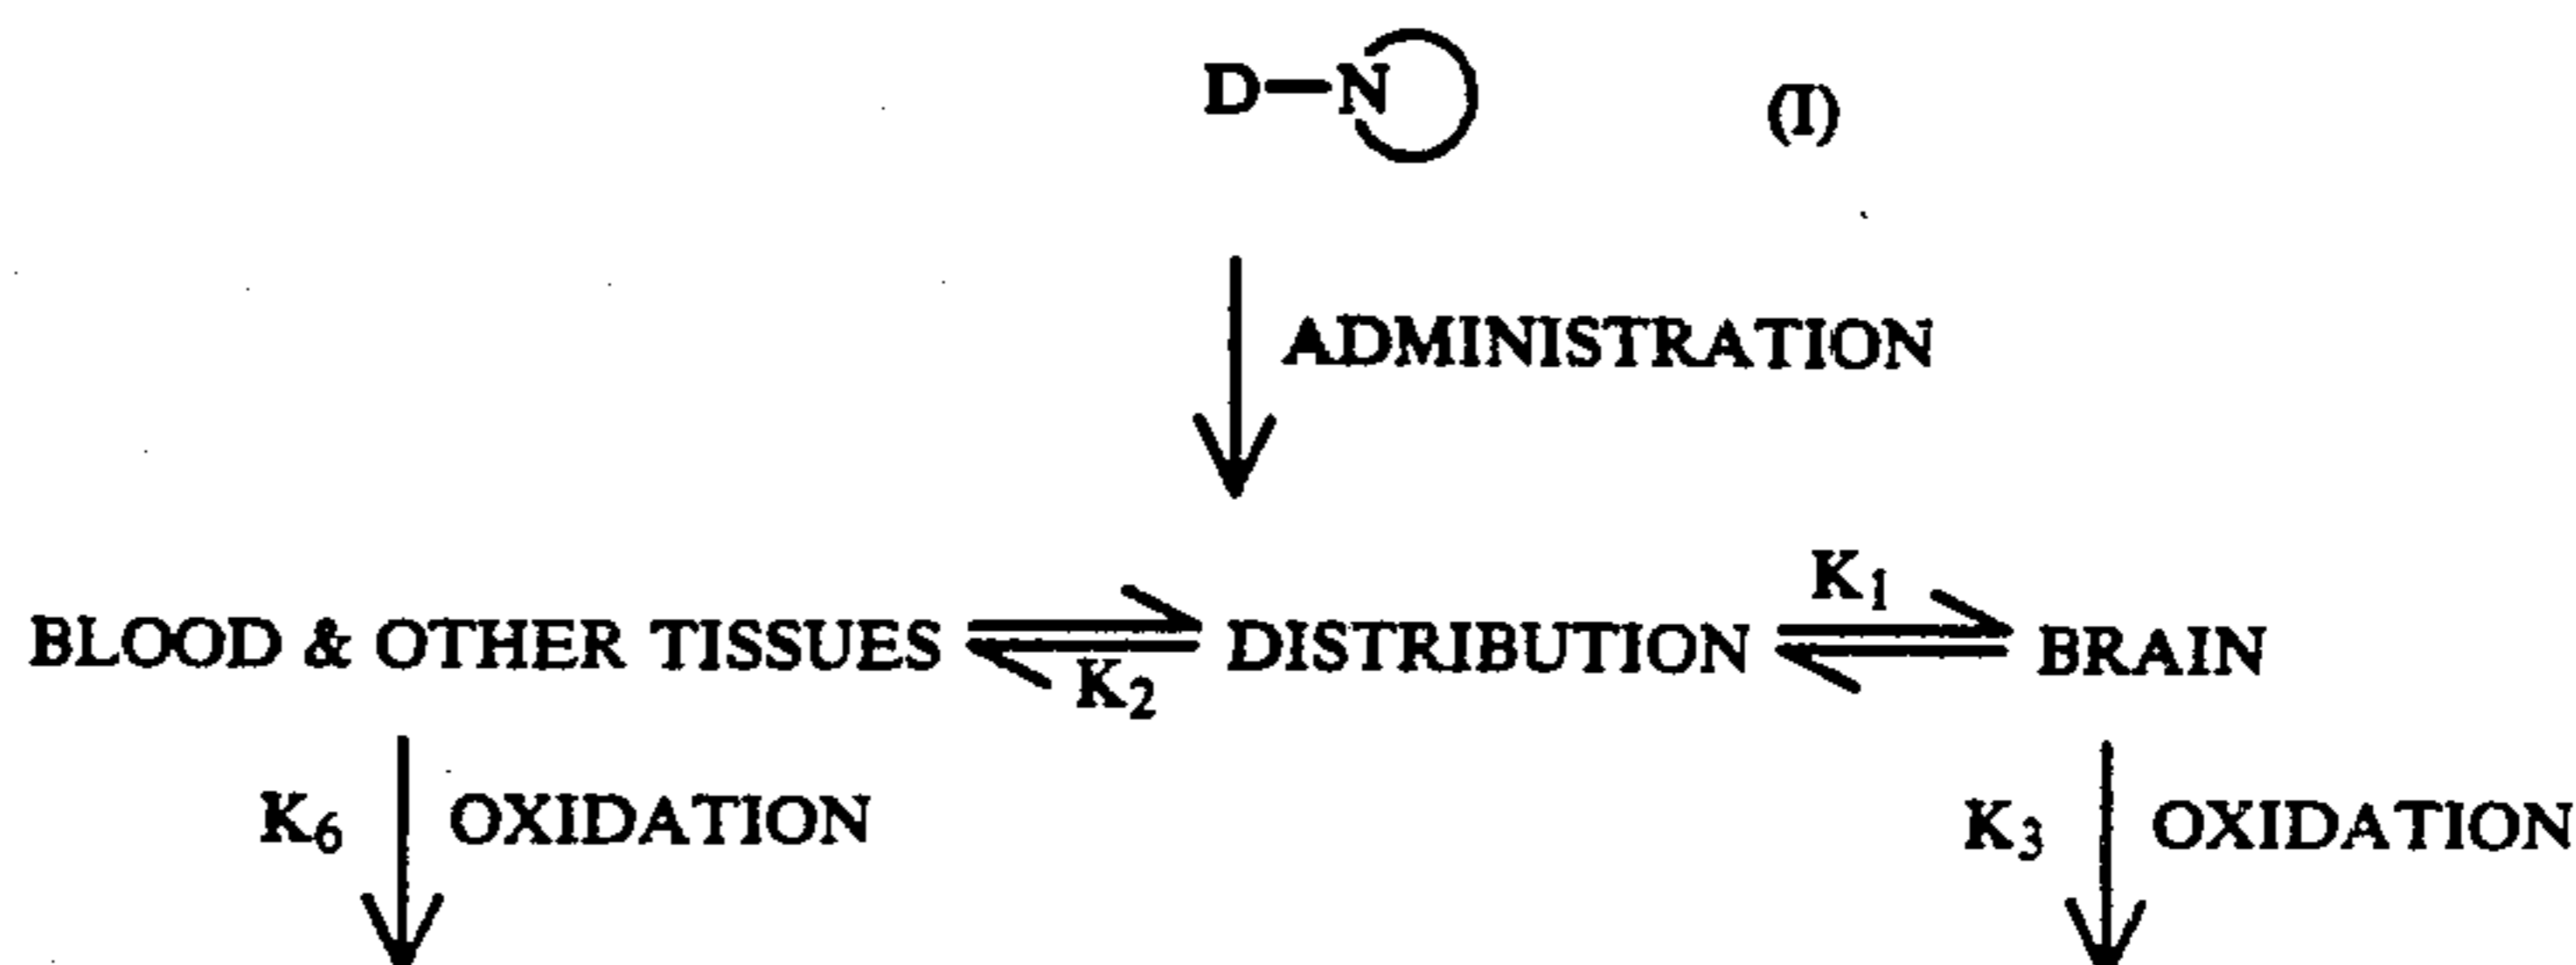 D—N (I)
ADMINISTRATION
K₁
BLOOD & OTHER TISSUES DISTRIBUTION BRAIN
K₂
K₆ OXIDATION K₃ OXIDATION